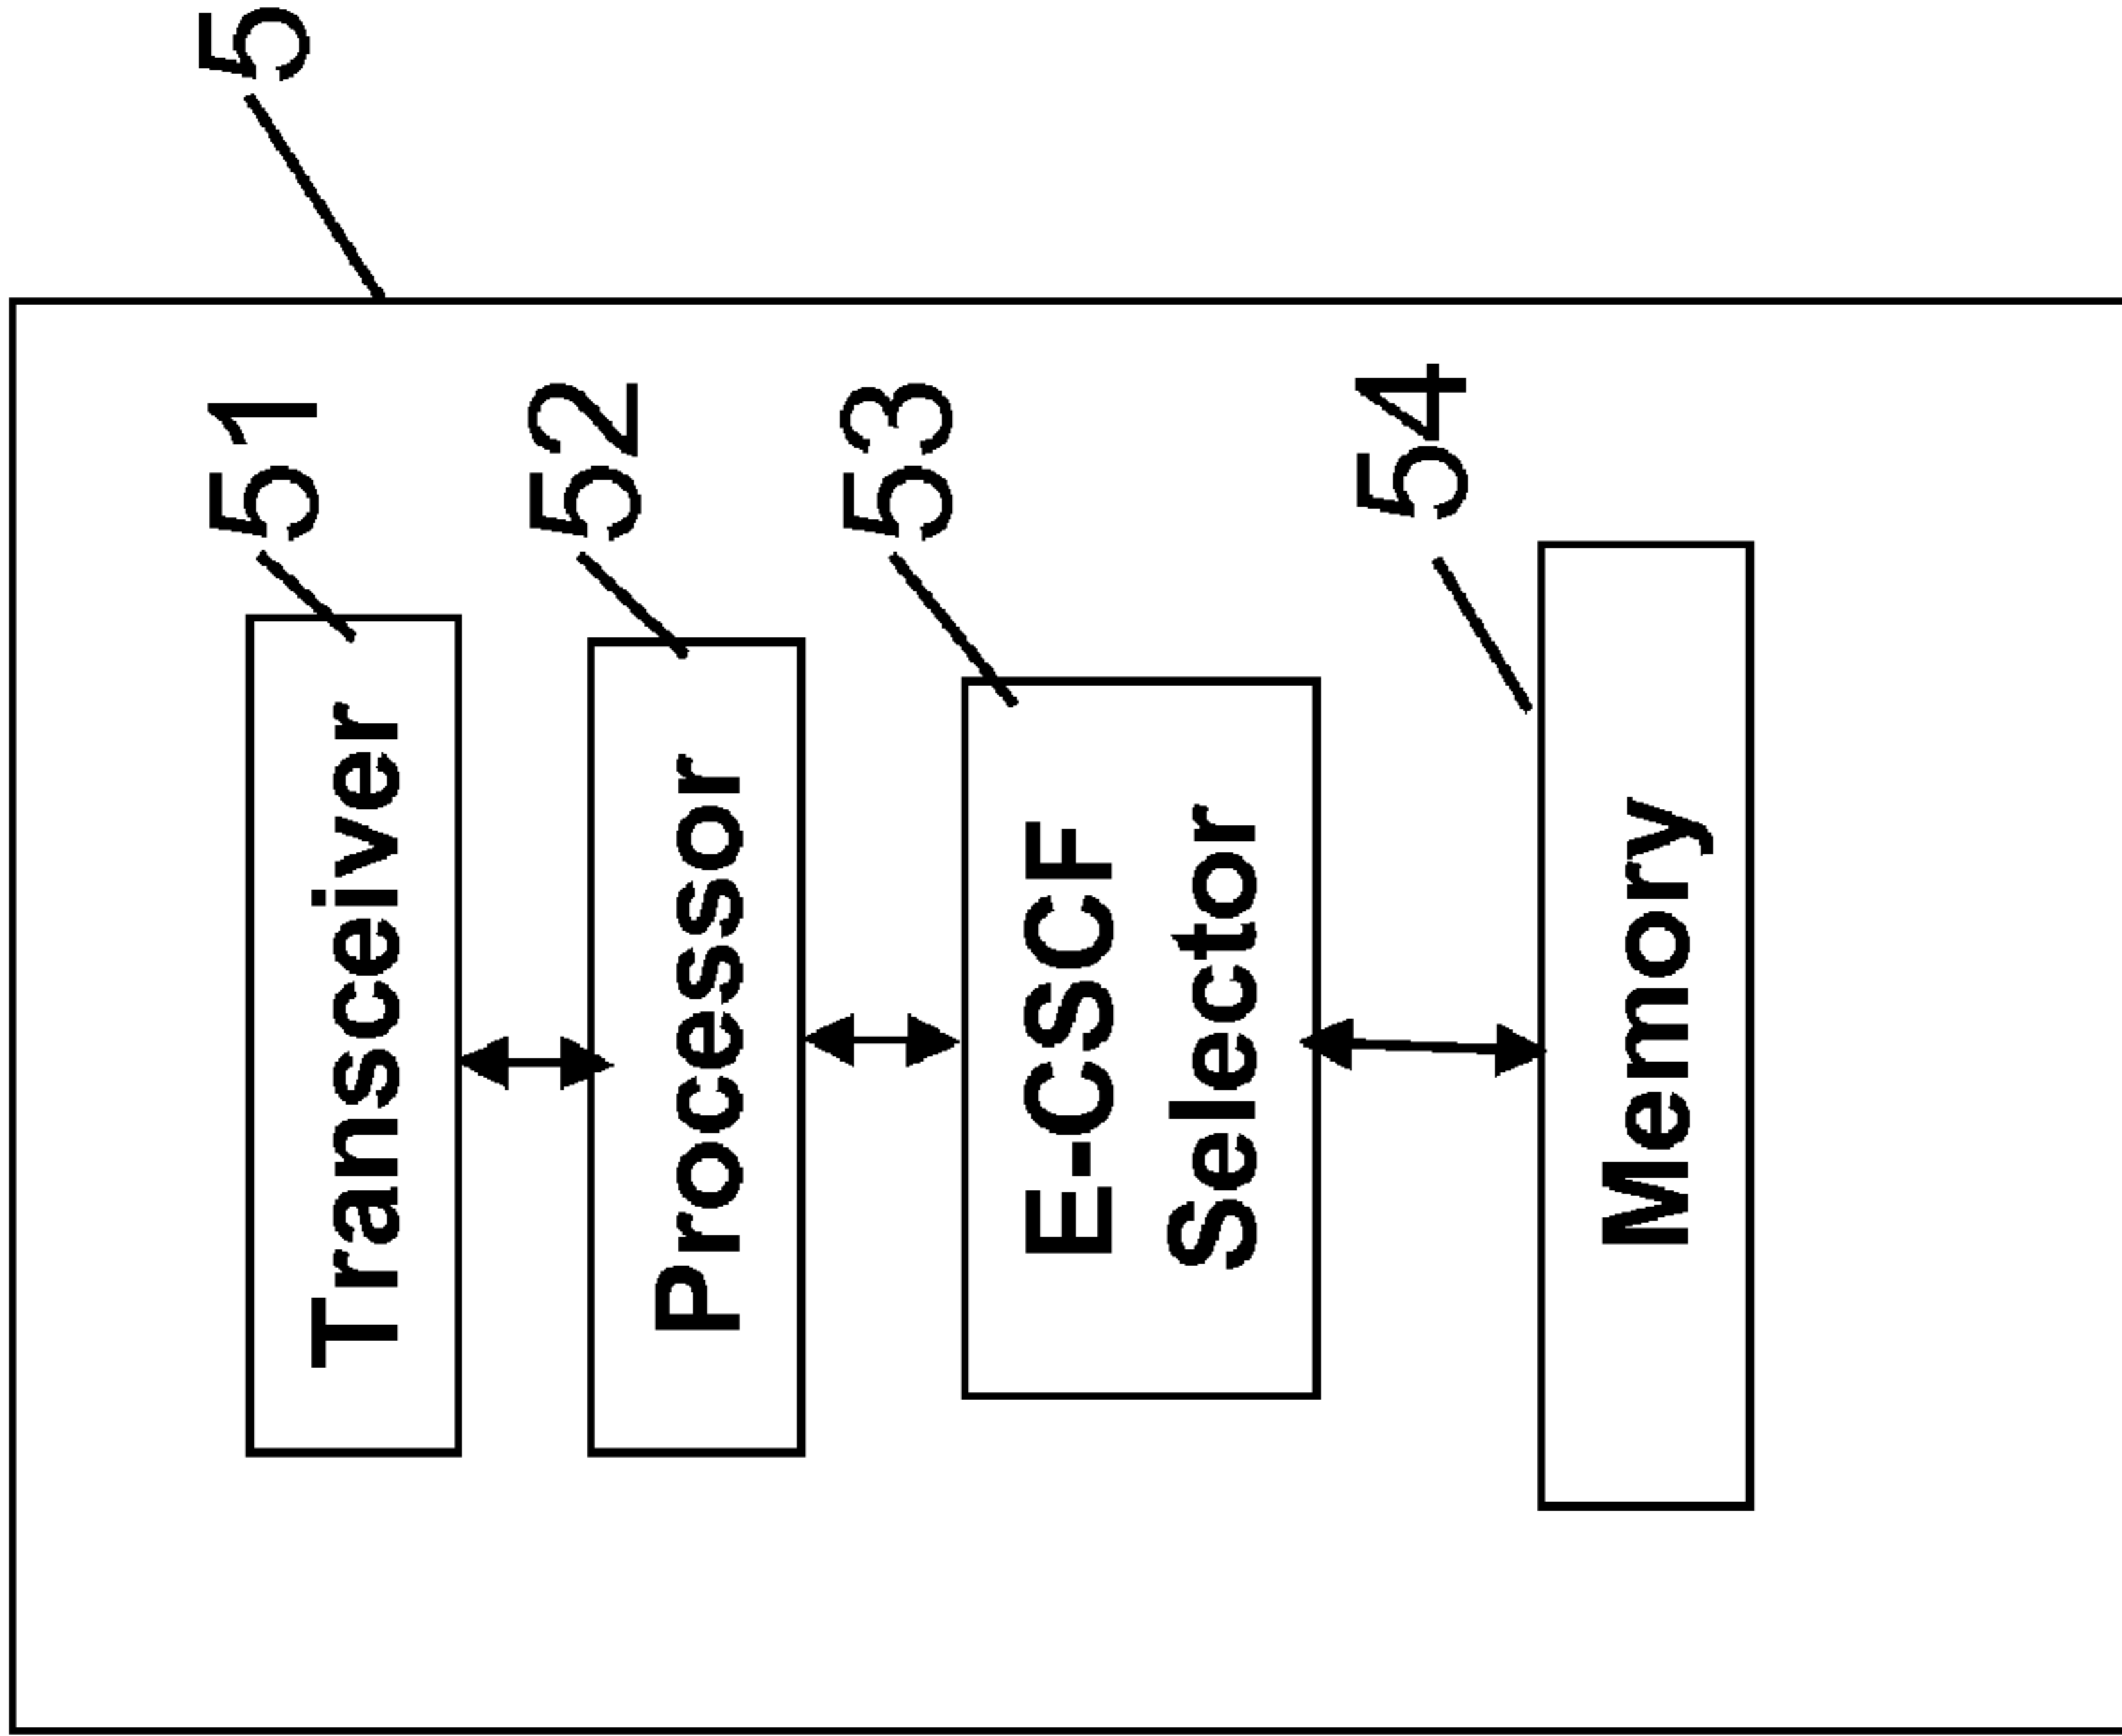 5
51
Transceiver
52
Processor
53
E-CSCF
Selector
54
Memory